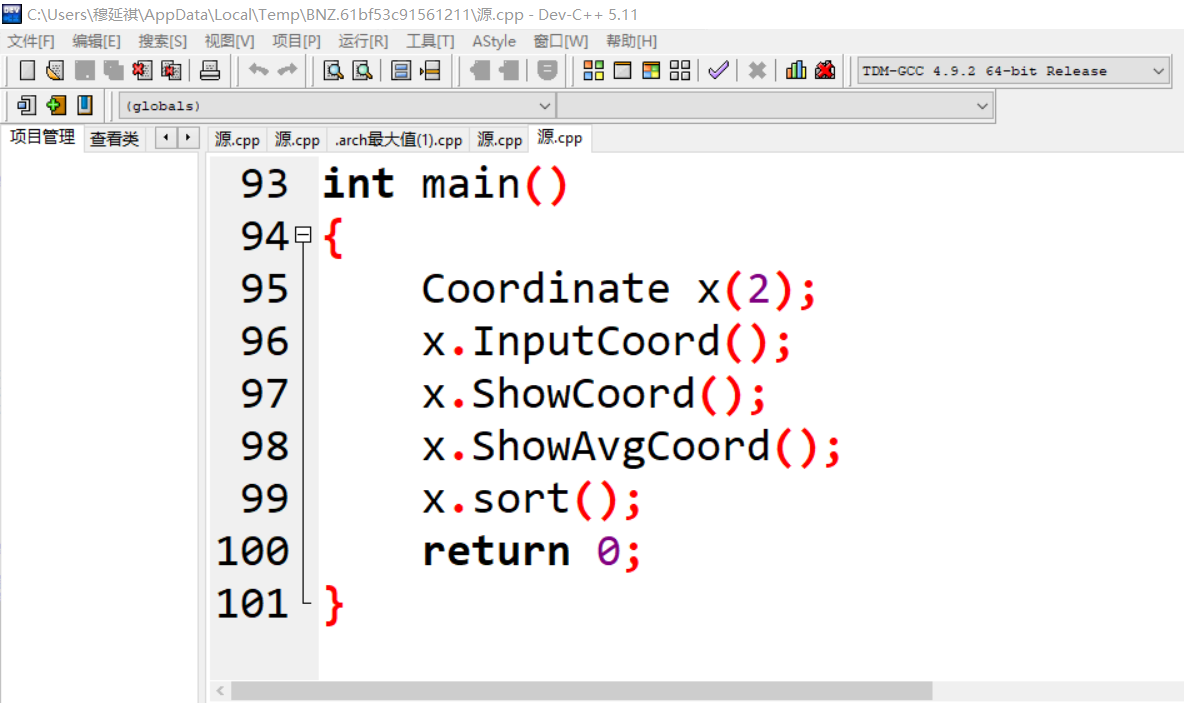 C:\Users\穆延祺\AppData\Local\Temp\BNZ.61bf53c91561211\源.cpp - Dev-C++ 5.11
文件[F] 编辑[E] 搜索[S] 视图[V] 项目[P] 运行[R] 工具[T] AStyle 窗口[W] 帮助[H]
TDM-GCC 4.9.2 64-bit Release
(globals)
项目管理 查看类 源.cpp 源.cpp .arch最大值(1).cpp 源.cpp 源.cpp
93 int main()
94 {
95 Coordinate x(2);
96 x.InputCoord();
97 x.ShowCoord();
98 x.ShowAvgCoord();
99 x.sort();
100 return 0;
101 }